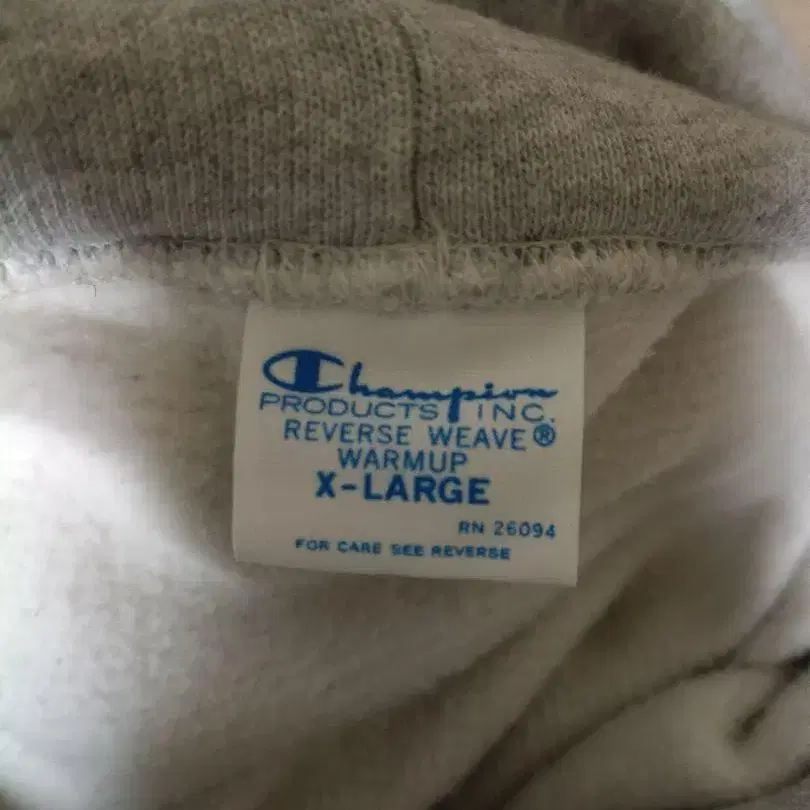 Champion
PRODUCTS INC.
REVERSE WEAVE®
WARMUP
X-LARGE
RN 26094
FOR CARE SEE REVERSE